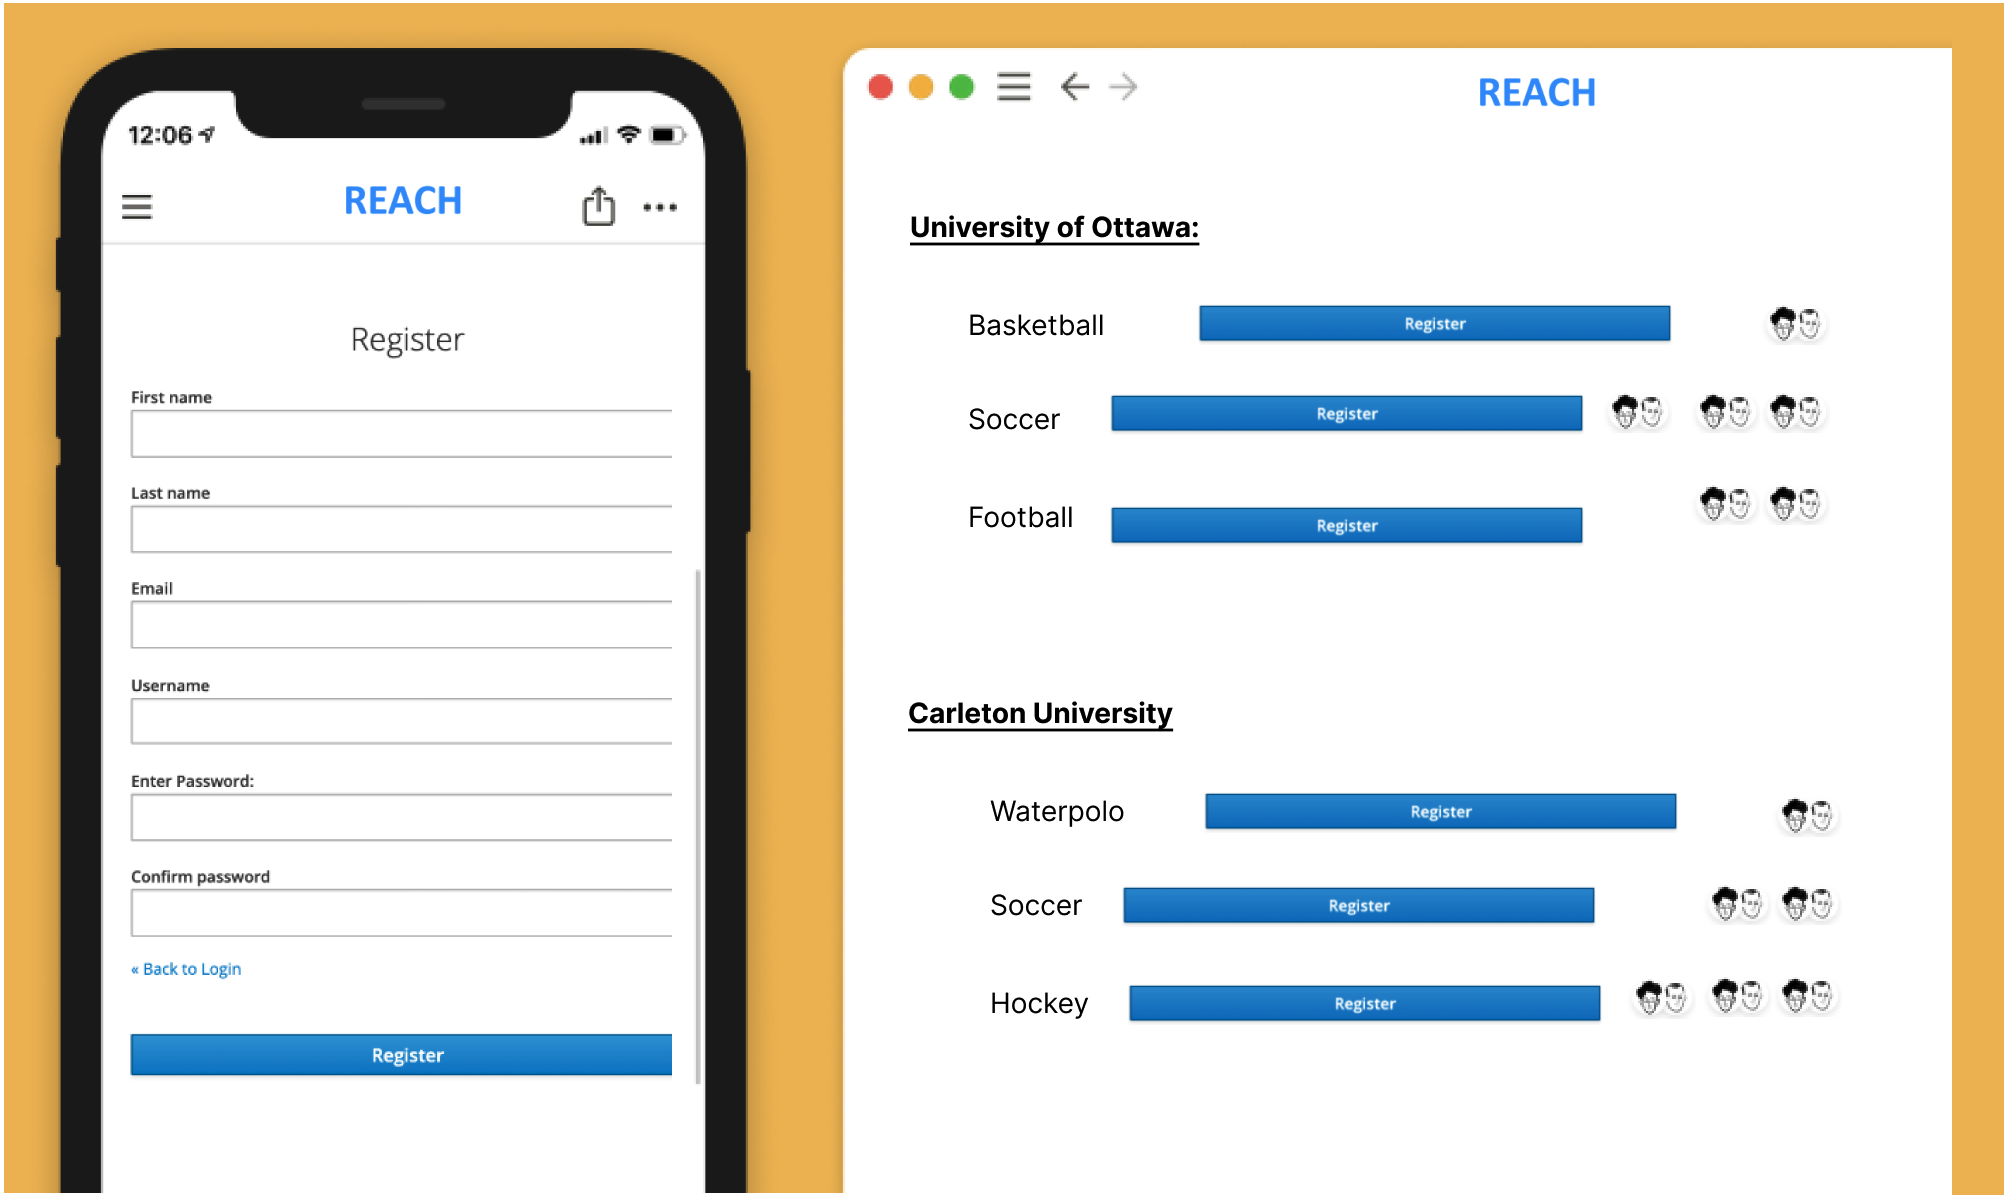 12:06
REACH
Register
First name
Last name
Email
Username
Enter Password:
Confirm password
« Back to Login
Register
REACH
University of Ottawa:
Basketball Register
Soccer Register
Football Register
Carleton University
Waterpolo Register
Soccer Register
Hockey Register